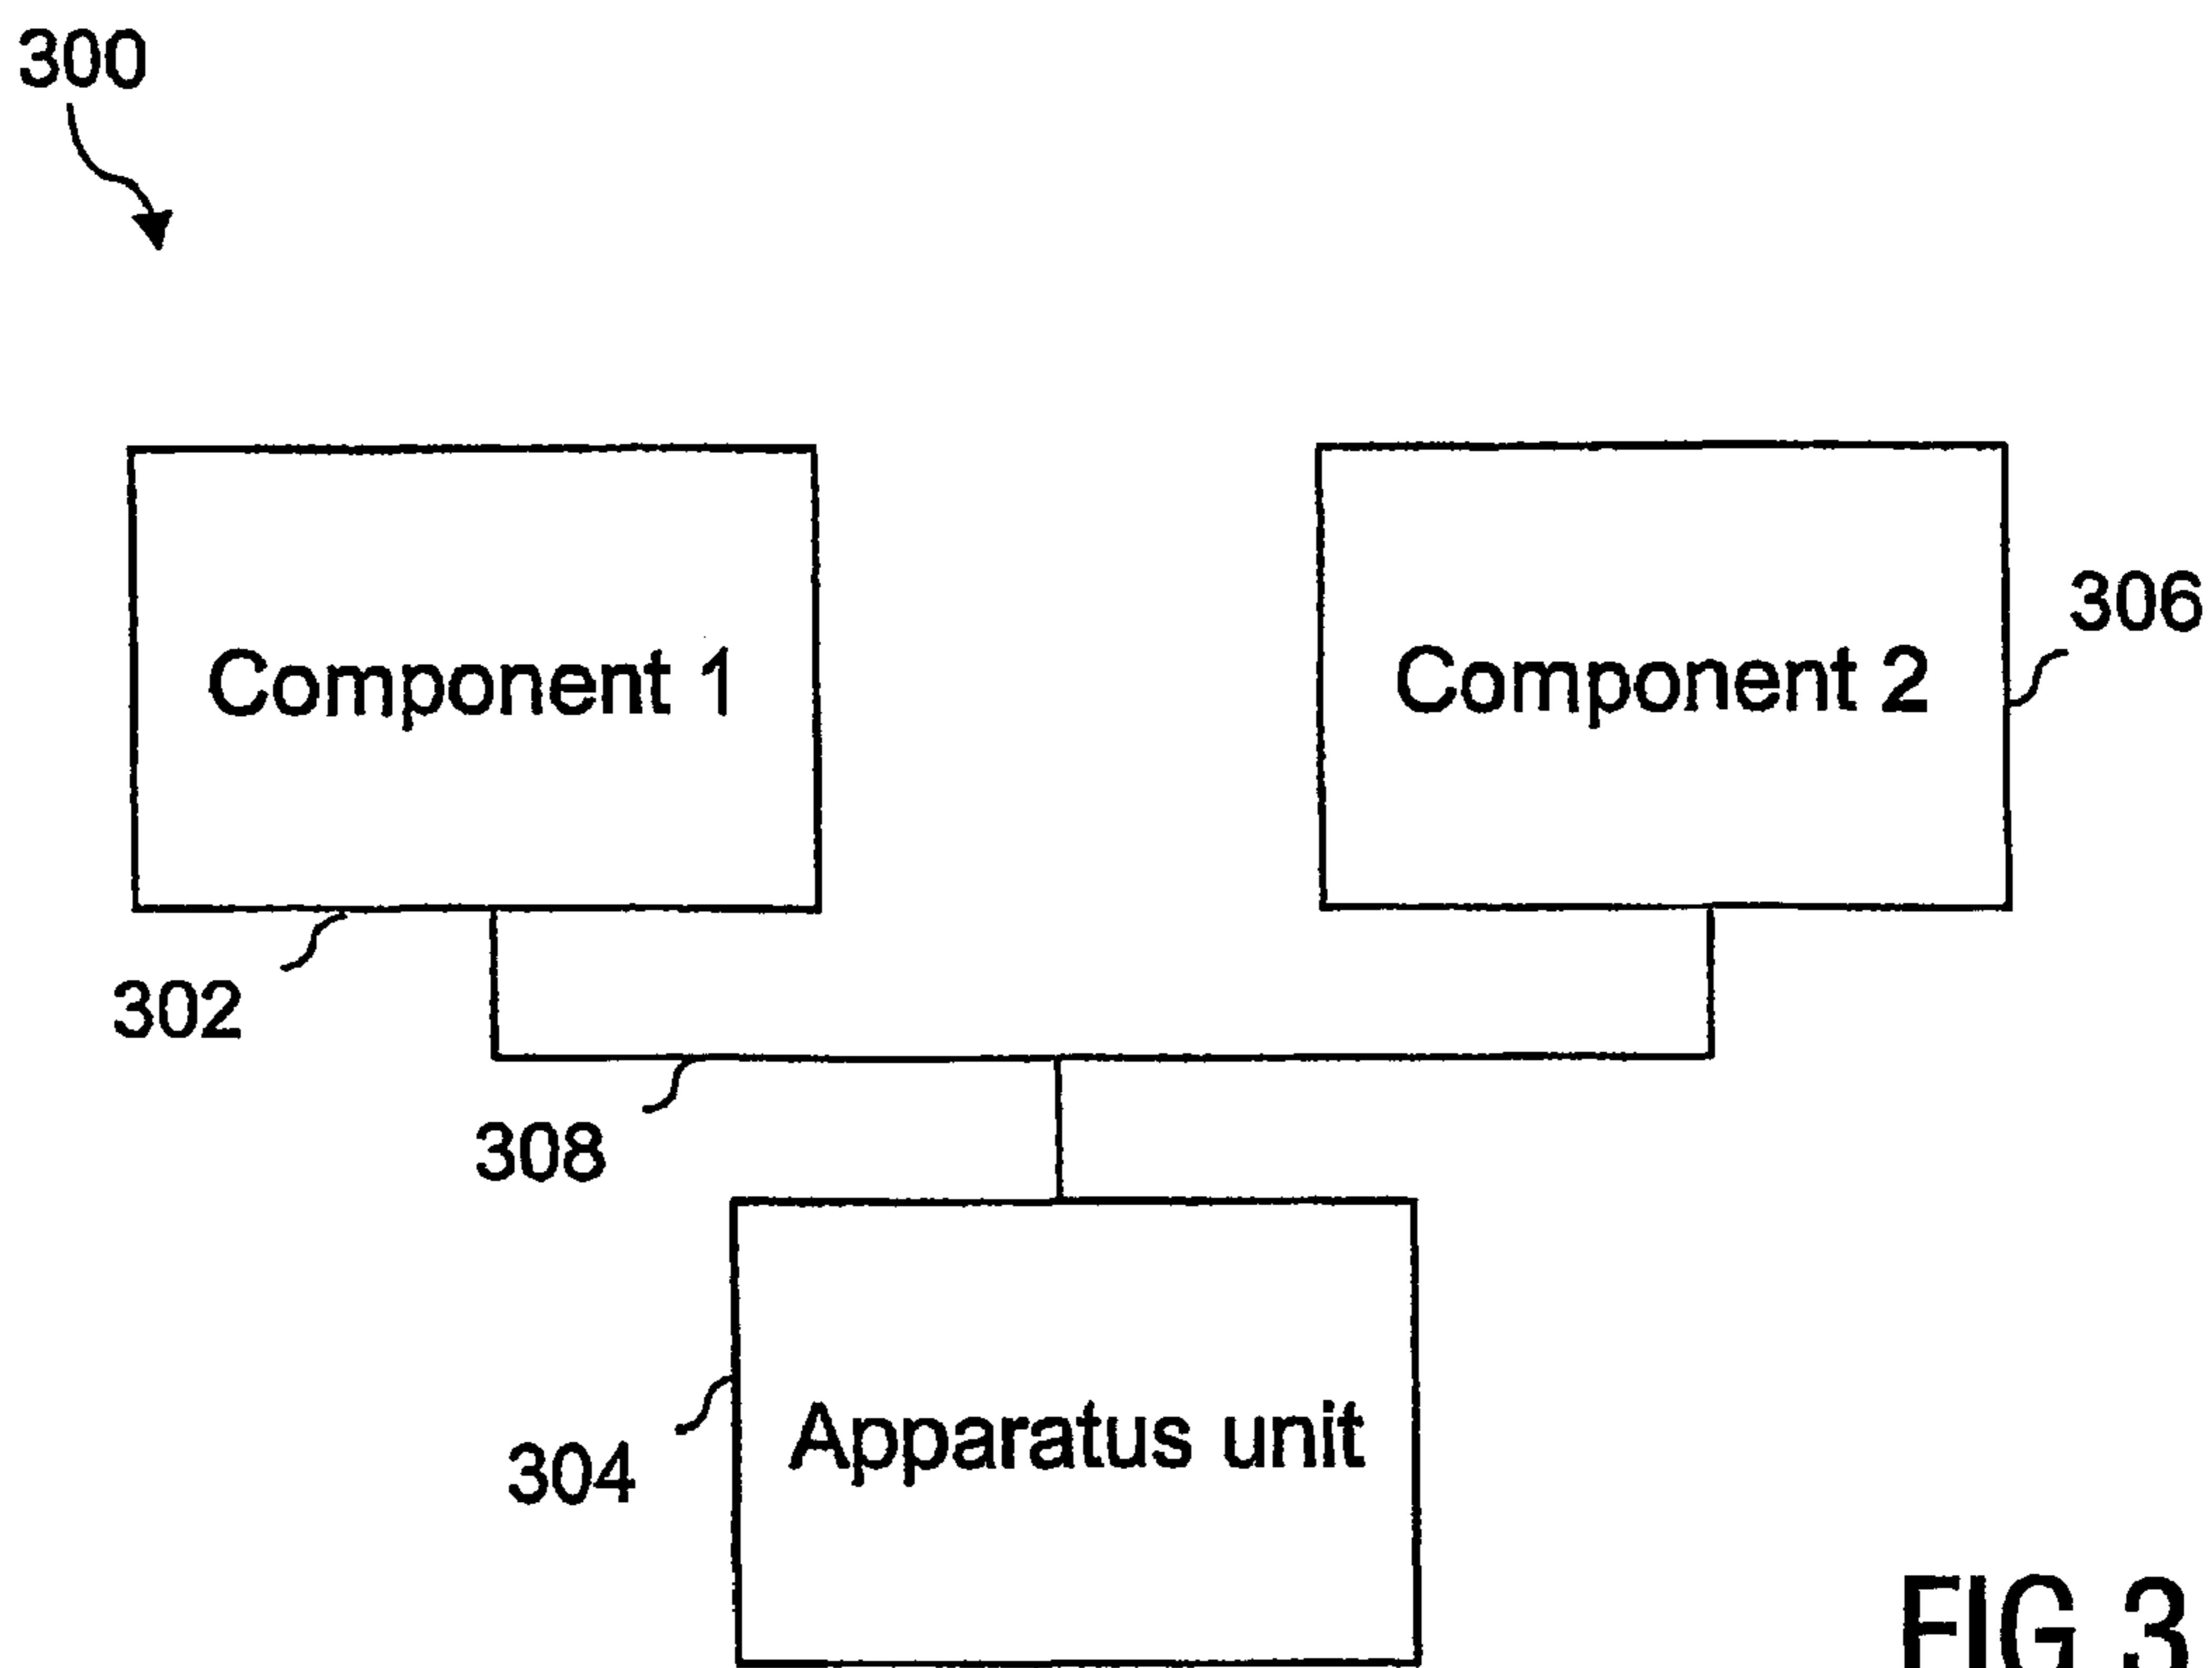 300
Component 1
Component 2
306
302
308
304
Apparatus unit
FIG 3